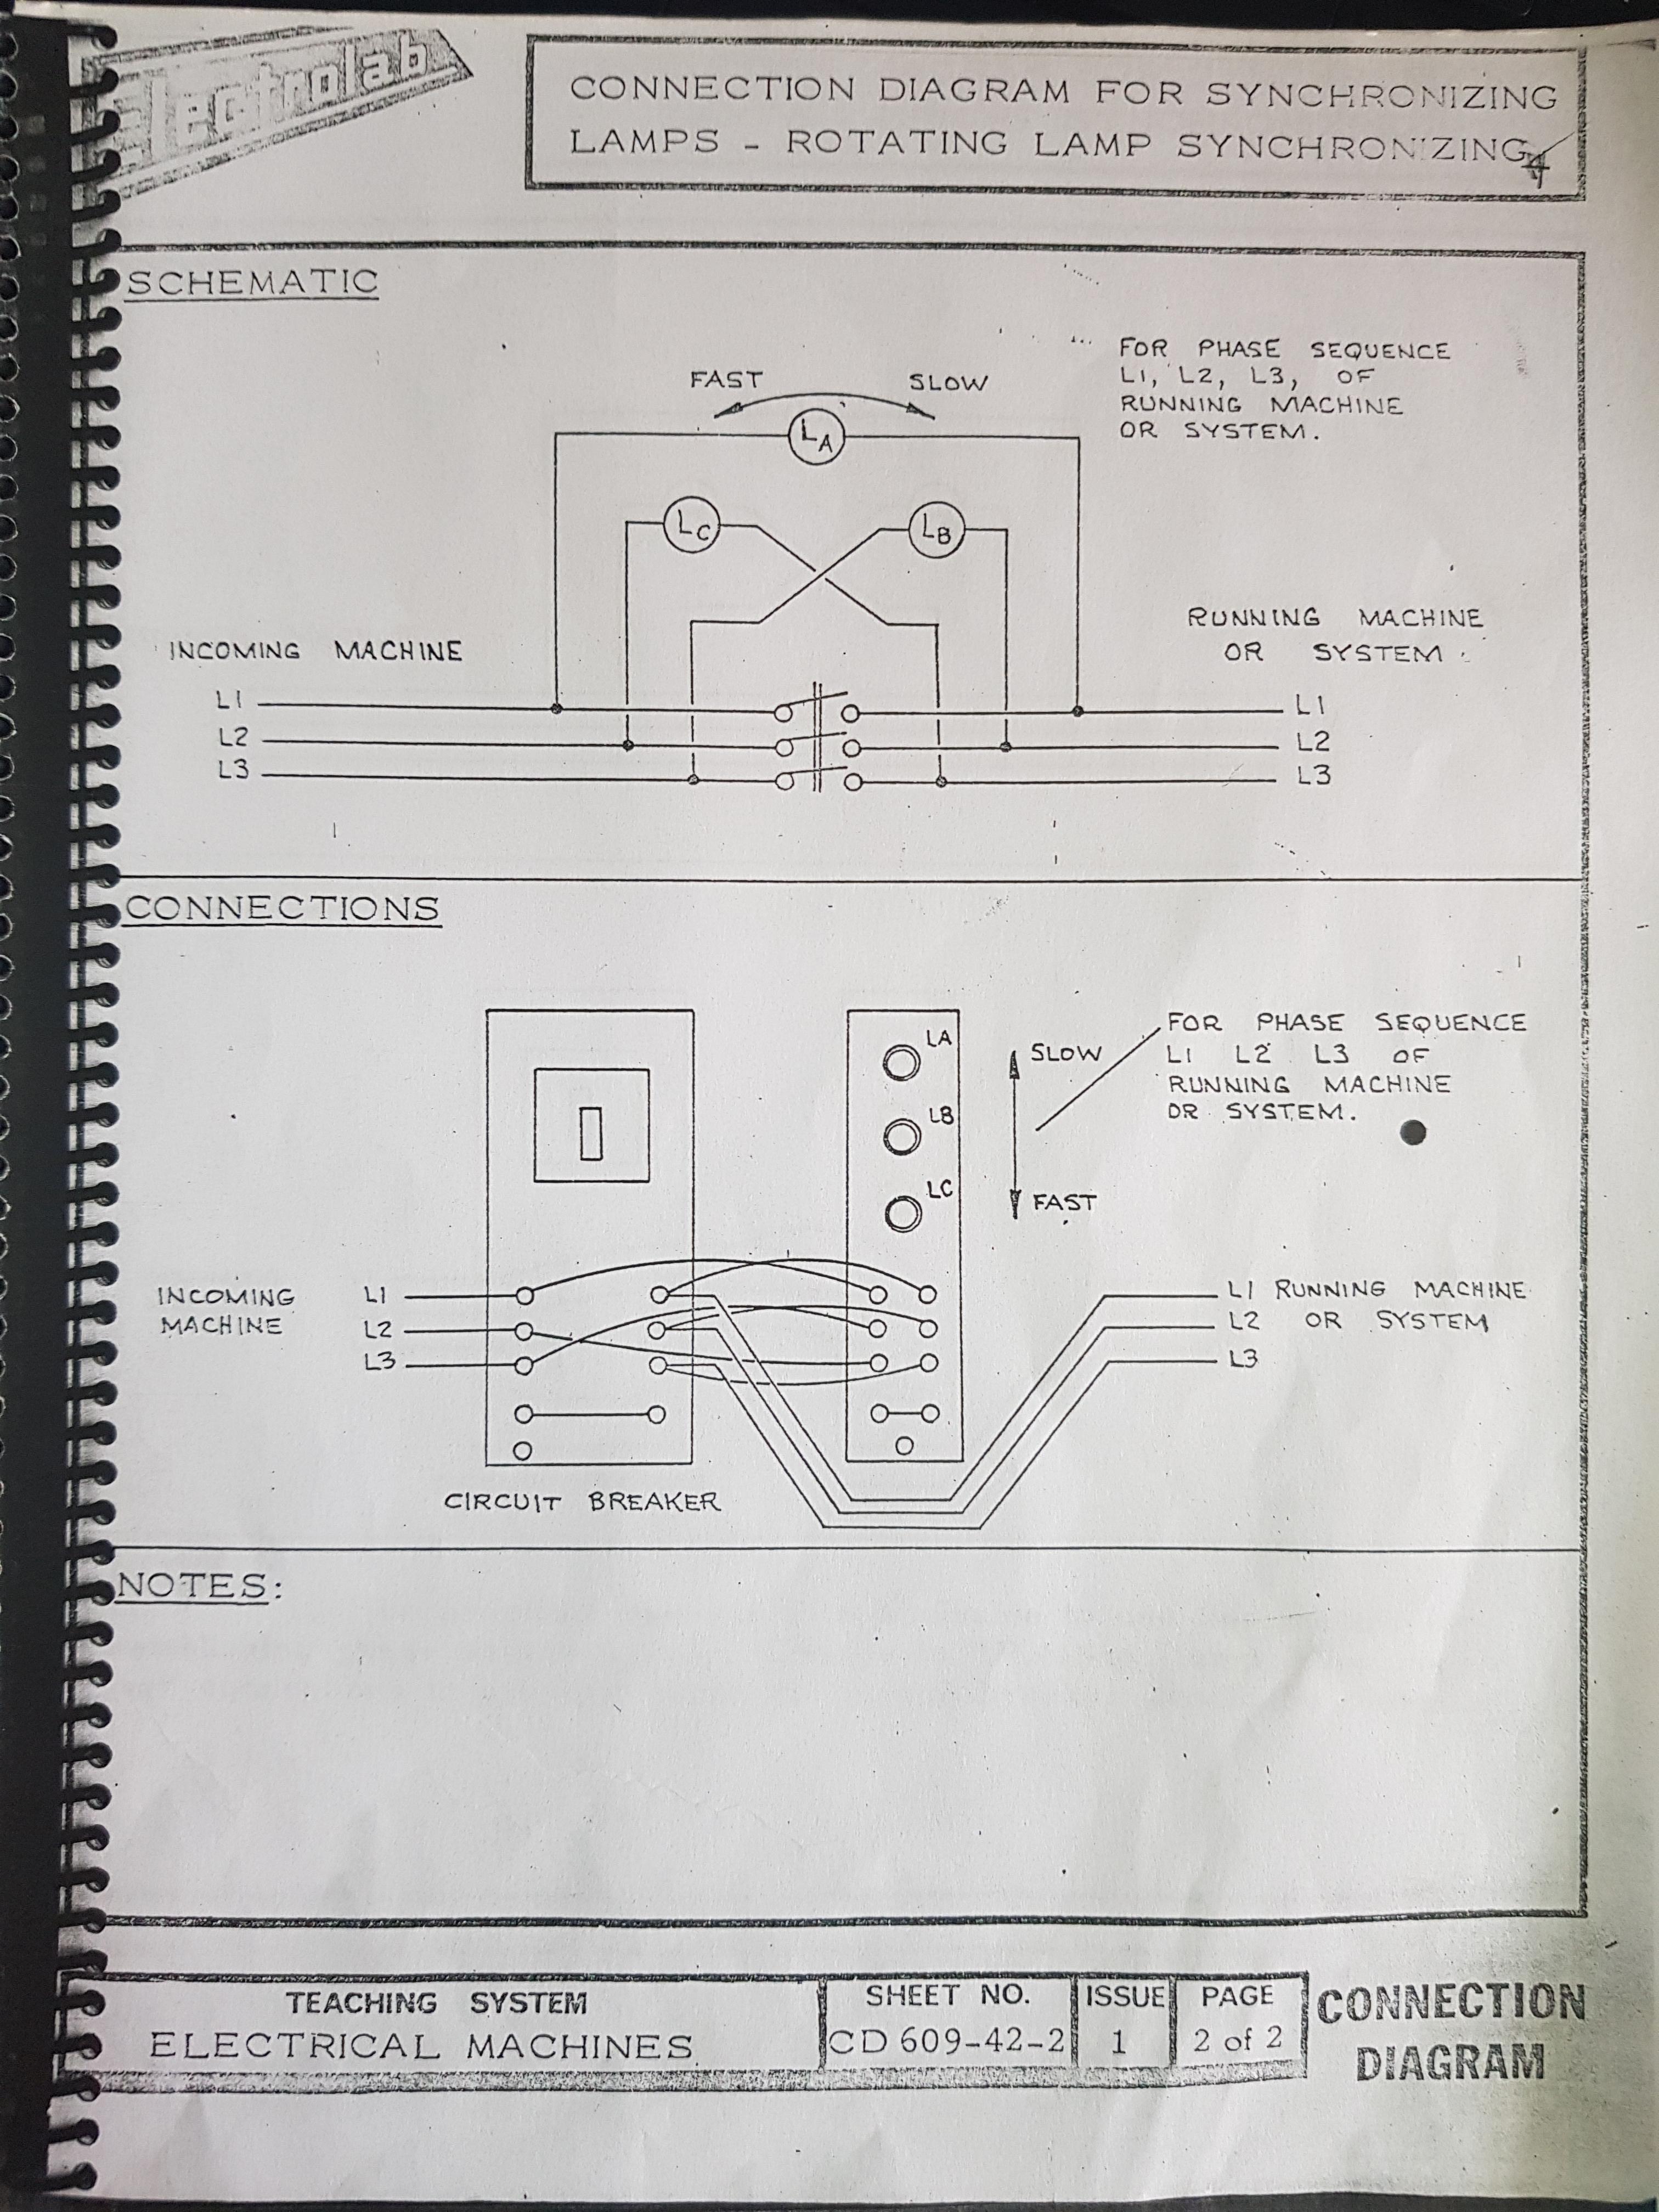 Electrolab
CONNECTION DIAGRAM FOR SYNCHRONIZING
LAMPS - ROTATING LAMP SYNCHRONIZING
4
SCHEMATIC
FOR PHASE SEQUENCE
L1, L2, L3, OF
RUNNING MACHINE
OR SYSTEM.
FAST
SLOW
LA
LC
LB
INCOMING MACHINE
RUNNING MACHINE
OR SYSTEM
L1
L2
L3
L1
L2
L3
CONNECTIONS
LA
LB
LC
SLOW
FAST
FOR PHASE SEQUENCE
L1 L2 L3 OF
RUNNING MACHINE
OR SYSTEM.
INCOMING
MACHINE
L1
L2
L3
L1 RUNNING MACHINE
L2 OR SYSTEM
L3
CIRCUIT BREAKER
NOTES:
TEACHING SYSTEM
ELECTRICAL MACHINES
SHEET NO.
CD 609-42-2
ISSUE
1
PAGE
2 of 2
CONNECTION
DIAGRAM